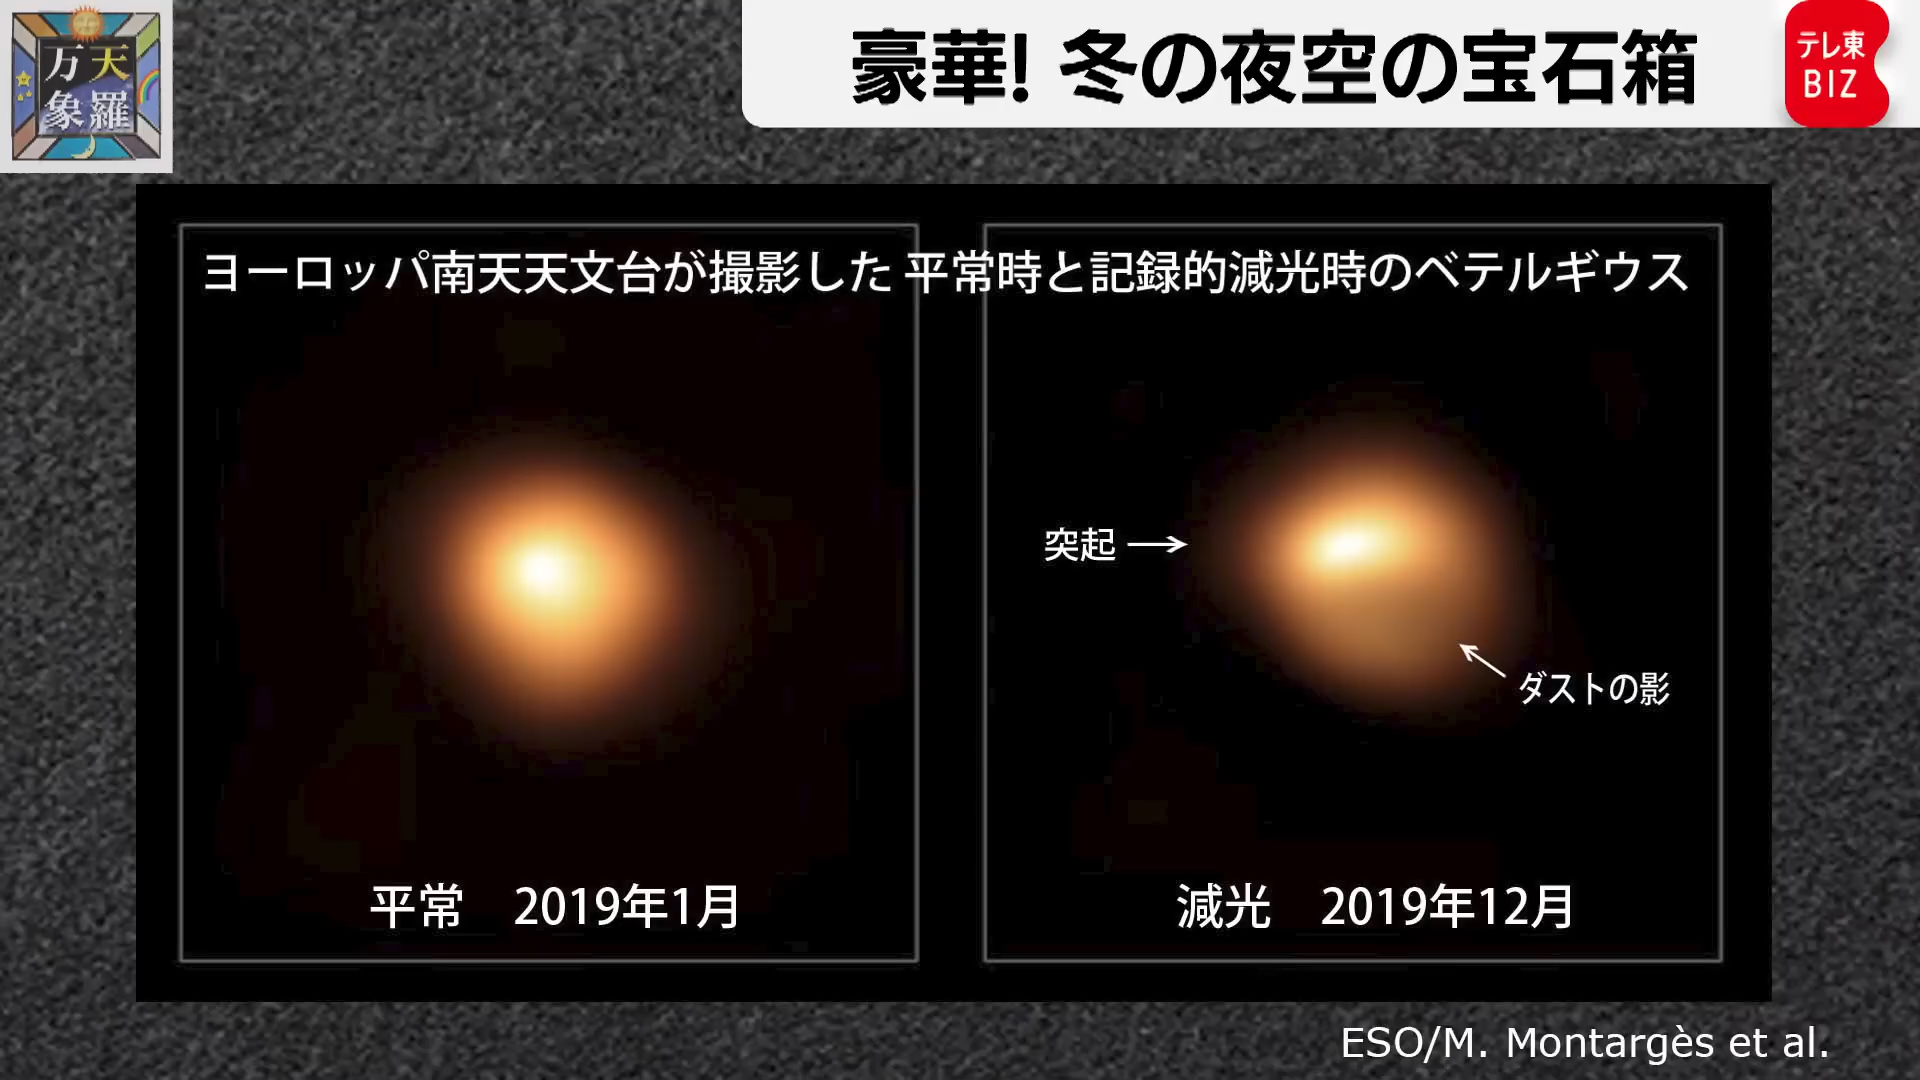 天
万
羅
象
豪華! 冬の夜空の宝石箱
テレ東
BIZ
ヨーロッパ南天天文台が撮影した 平常時と記録的減光時のベテルギウス
突起
ダストの影
平常 2019年1月
減光 2019年12月
ESO/M. Montargès et al.